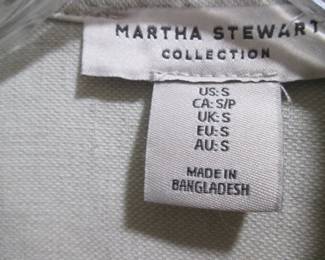 MARTHA STEWART
COLLECTION
US: S
CA: S/P
UK: S
EU: S
AU: S
MADE IN
BANGLADESH